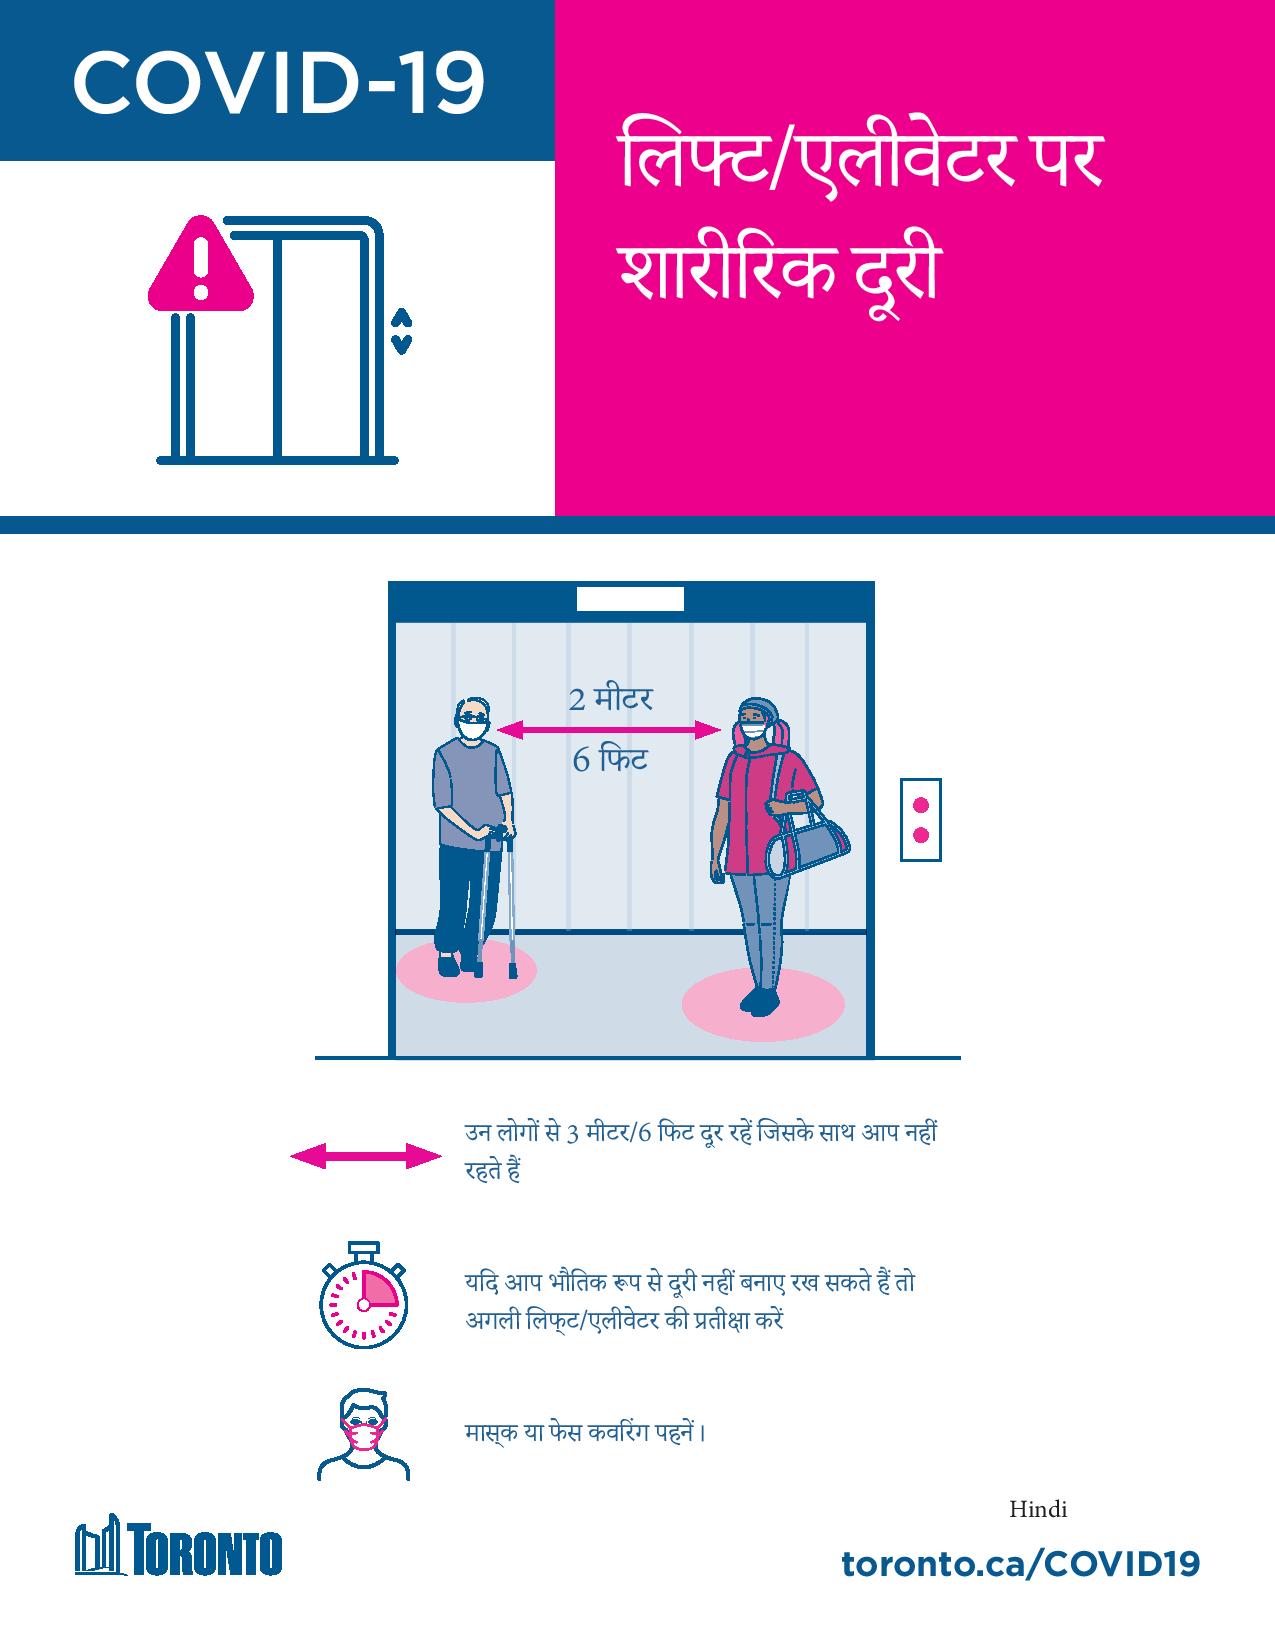 COVID-19
लिफ्ट/एलीवेटर पर
शारीरिक दूरी
2 मीटर
6 फिट
उन लोगों से 3 मीटर/6 फिट दूर रहें जिसके साथ आप नहीं
रहते हैं
यदि आप भौतिक रूप से दूरी नहीं बनाए रख सकते हैं तो
अगली लिफ्ट/एलीवेटर की प्रतीक्षा करें
मास्क या फेस कवरिंग पहनें।
Hindi
TORONTO
toronto.ca/COVID19